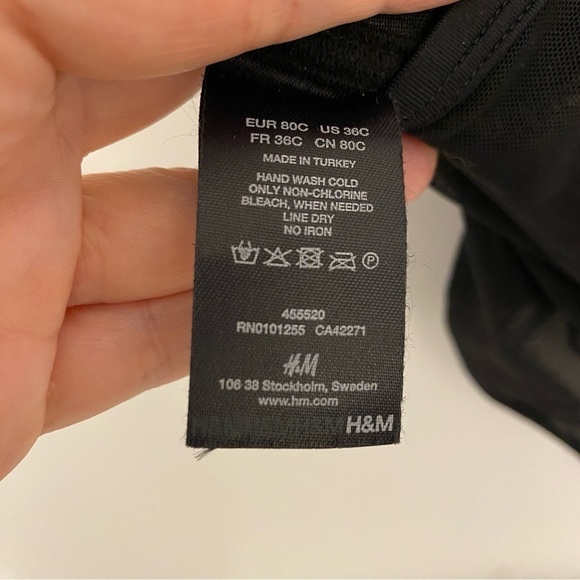 EUR 80C US 36C
FR 36C CN 80C
MADE IN TURKEY
HAND WASH COLD
ONLY NON-CHLORINE
BLEACH, WHEN NEEDED
LINE DRY
NO IRON
P
455520
RN0101255 CA42271
H&M
106 38 Stockholm, Sweden
www.hm.com
H&M